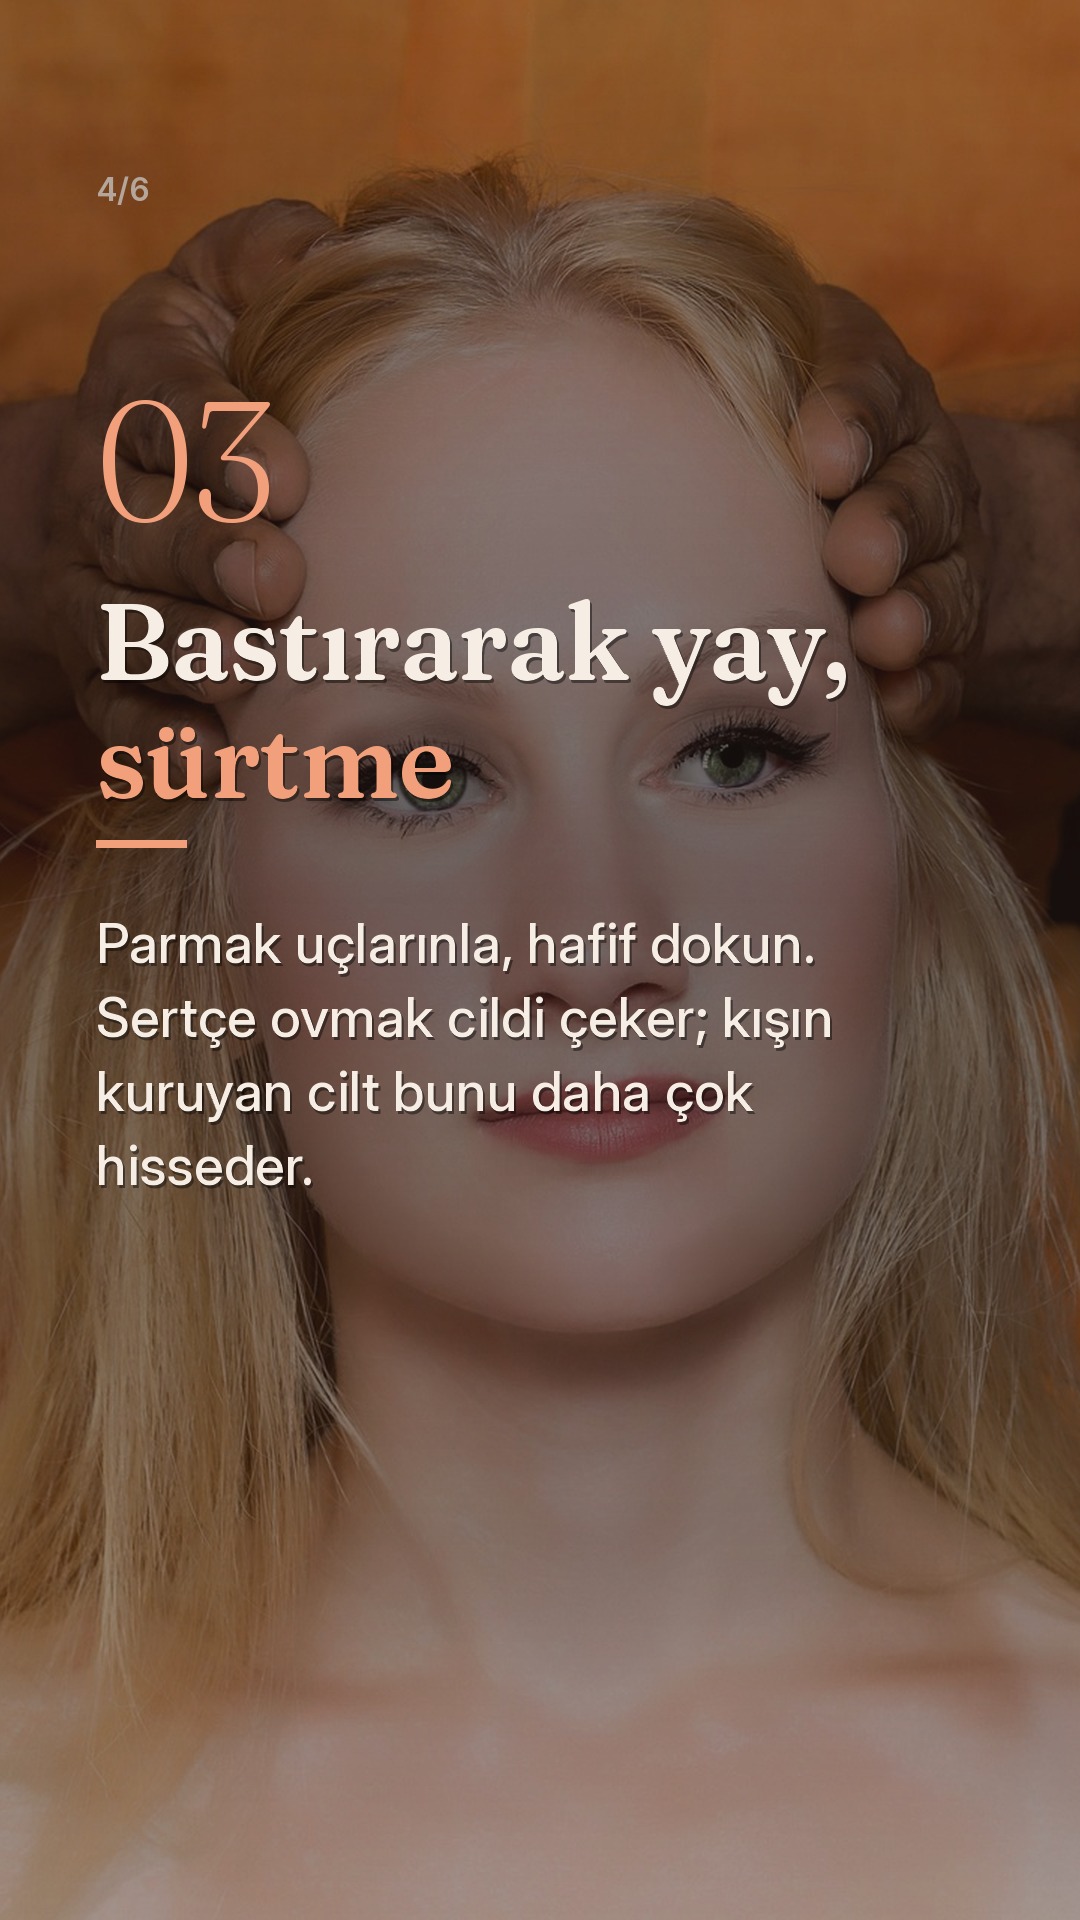 4/6
03
Bastırarak yay,
sürtme
Parmak uçlarınla, hafif dokun.
Sertçe ovmak cildi çeker; kışın
kuruyan cilt bunu daha çok
hisseder.